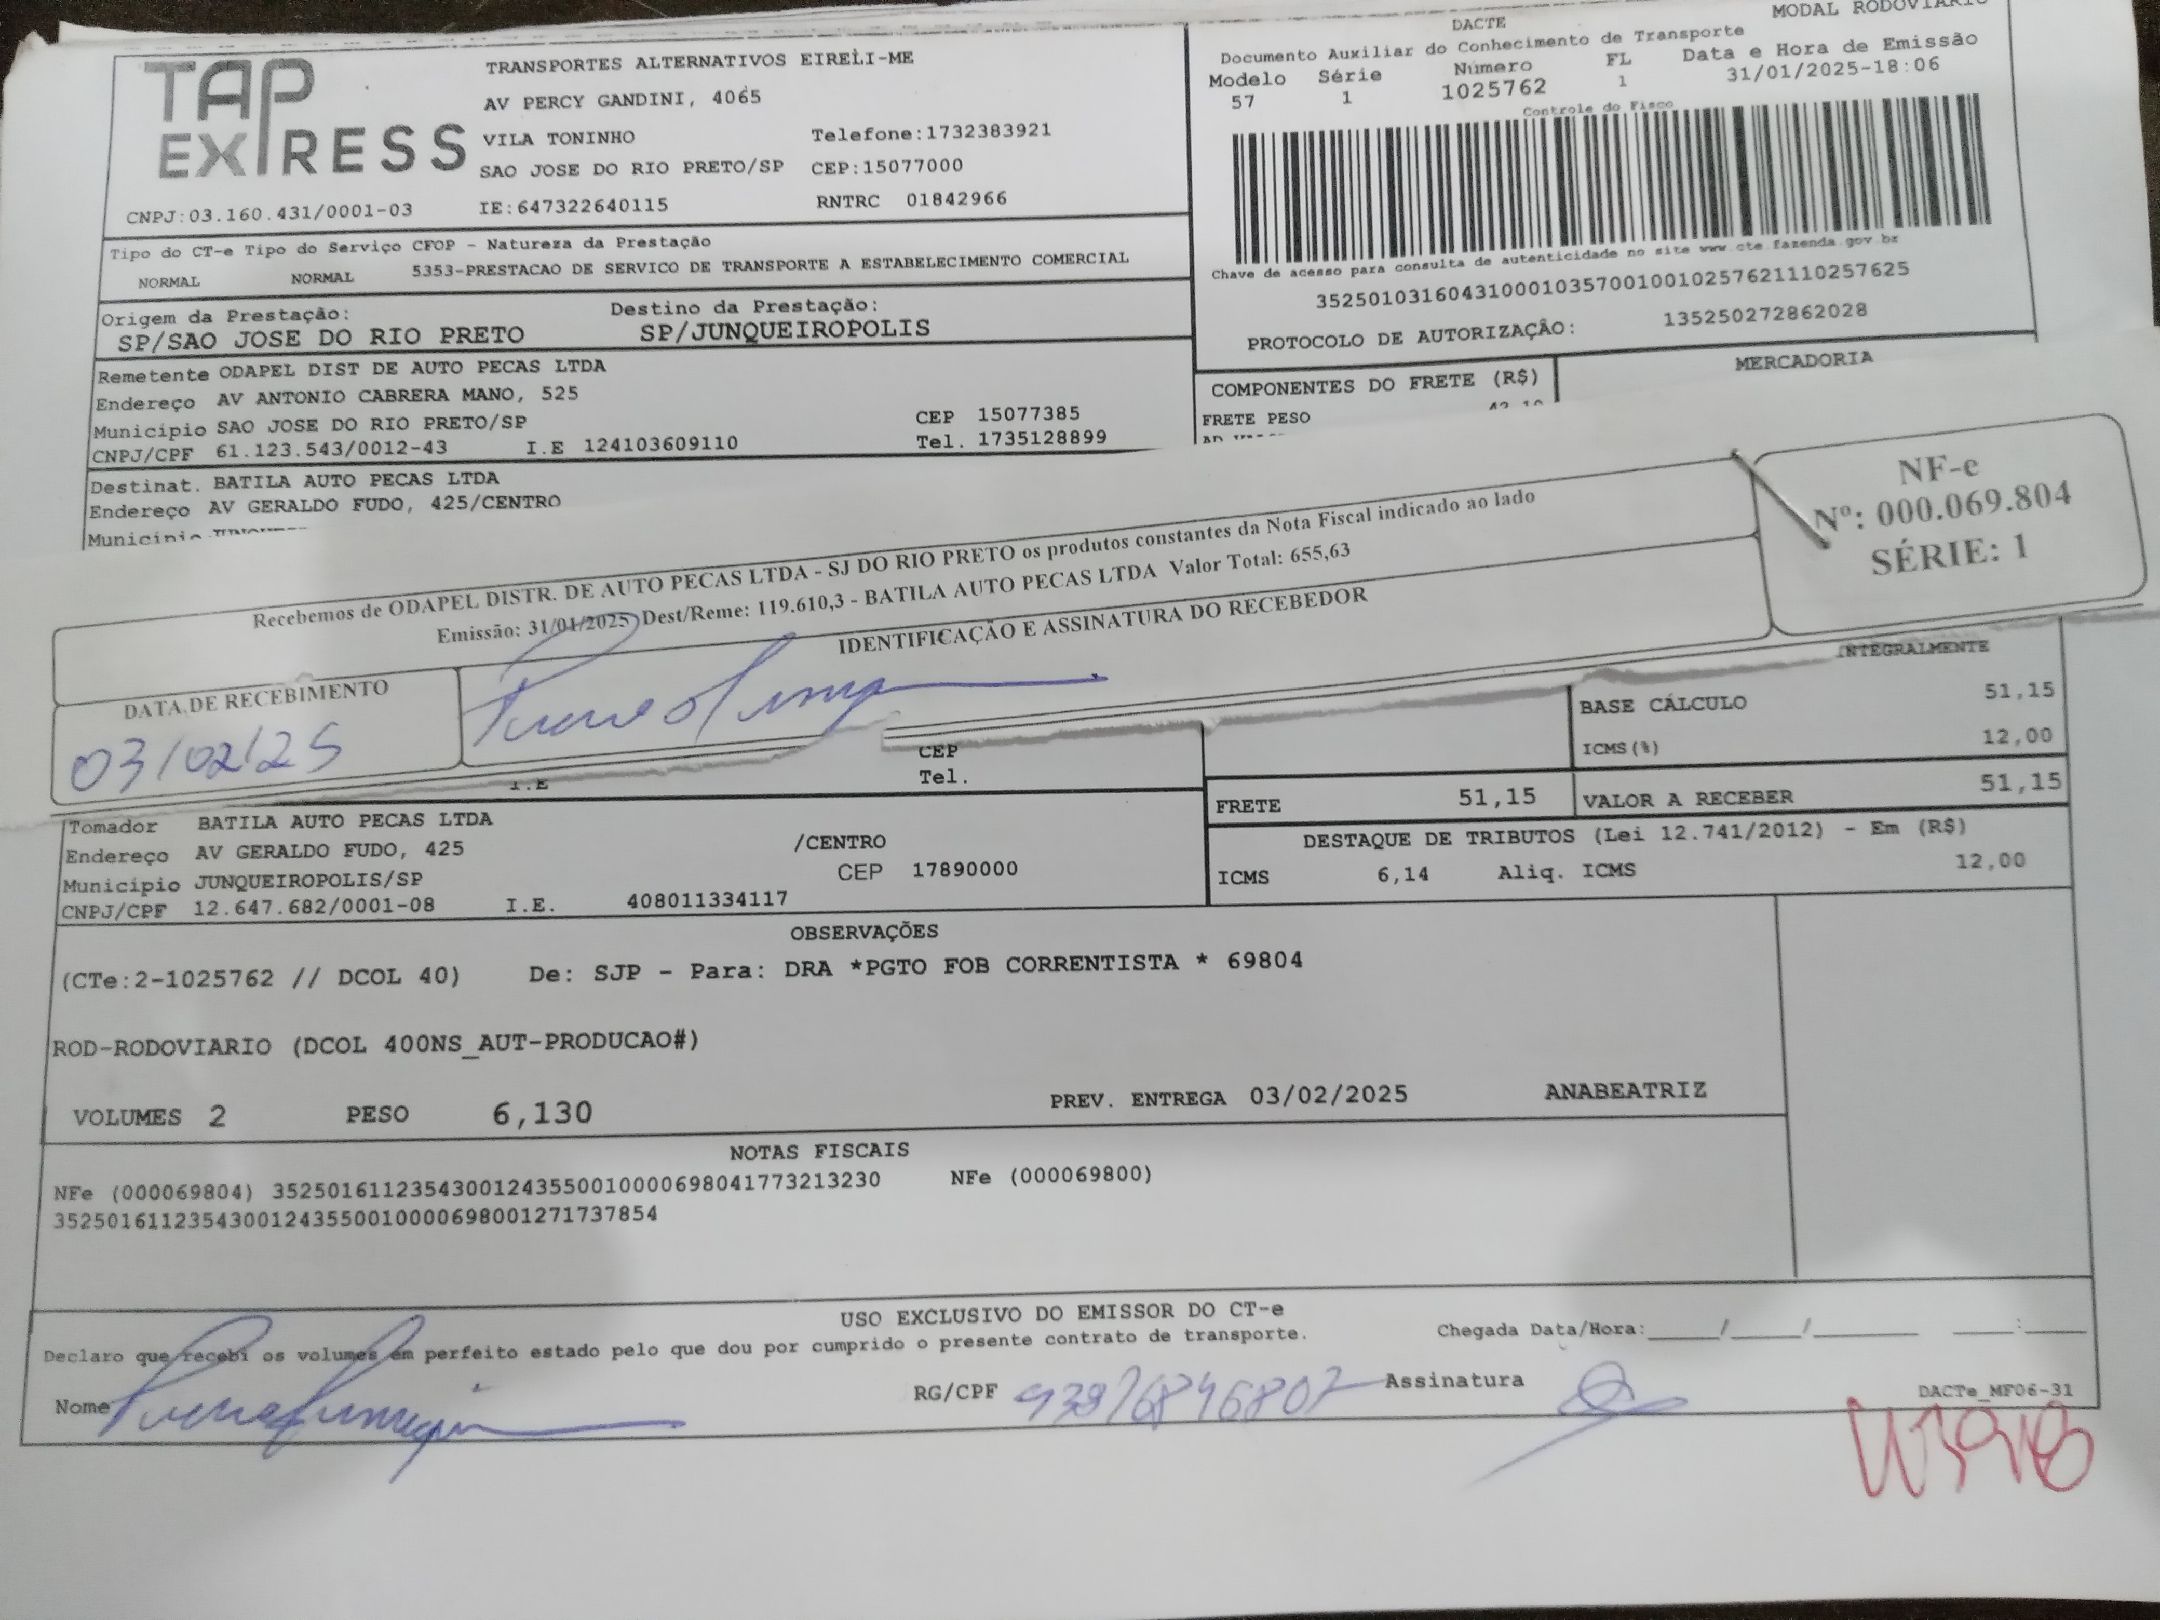 TAP EXPRESS
TRANSPORTES ALTERNATIVOS EIRELI-ME
AV PERCY GANDINI, 4065
VILA TONINHO Telefone:1732383921
SAO JOSE DO RIO PRETO/SP CEP:15077000
CNPJ:03.160.431/0001-03 IE:647322640115 RNTRC 01842966
MODAL RODOVIARIO
DACTE
Documento Auxiliar do Conhecimento de Transporte
Modelo Série Número FL Data e Hora de Emissão
57 1 1025762 1 31/01/2025-18:06
Controle do Fisco
Chave de acesso para consulta de autenticidade no site www.cte.fazenda.gov.br
35250103160431000103570010010257621110257625
PROTOCOLO DE AUTORIZAÇÃO: 135250272862028
Tipo do CT-e Tipo do Serviço CFOP - Natureza da Prestação
NORMAL NORMAL 5353-PRESTACAO DE SERVICO DE TRANSPORTE A ESTABELECIMENTO COMERCIAL
Origem da Prestação: Destino da Prestação:
SP/SAO JOSE DO RIO PRETO SP/JUNQUEIROPOLIS
Remetente ODAPEL DIST DE AUTO PECAS LTDA
Endereço AV ANTONIO CABRERA MANO, 525
Município SAO JOSE DO RIO PRETO/SP CEP 15077385
CNPJ/CPF 61.123.543/0012-43 I.E 124103609110 Tel. 1735128899
COMPONENTES DO FRETE (R$) MERCADORIA
FRETE PESO 42,10
Destinat. BATILA AUTO PECAS LTDA
Endereço AV GERALDO FUDO, 425/CENTRO
Município
Recebemos de ODAPEL DISTR. DE AUTO PECAS LTDA - SJ DO RIO PRETO os produtos constantes da Nota Fiscal indicado ao lado
Emissão: 31/01/2025 Dest/Reme: 119.610,3 - BATILA AUTO PECAS LTDA Valor Total: 655,63
NF-e
Nº: 000.069.804
SÉRIE: 1
DATA DE RECEBIMENTO IDENTIFICAÇÃO E ASSINATURA DO RECEBEDOR
03/02/25
INTEGRALMENTE
BASE CÁLCULO 51,15
ICMS(%) 12,00
CEP
I.E Tel.
FRETE 51,15 VALOR A RECEBER 51,15
Tomador BATILA AUTO PECAS LTDA
Endereço AV GERALDO FUDO, 425 /CENTRO
Município JUNQUEIROPOLIS/SP CEP 17890000
CNPJ/CPF 12.647.682/0001-08 I.E. 408011334117
DESTAQUE DE TRIBUTOS (Lei 12.741/2012) - Em (R$)
ICMS 6,14 Aliq. ICMS 12,00
OBSERVAÇÕES
(CTe:2-1025762 // DCOL 40) De: SJP - Para: DRA *PGTO FOB CORRENTISTA * 69804
ROD-RODOVIARIO (DCOL 400NS_AUT-PRODUCAO#)
VOLUMES 2 PESO 6,130 PREV. ENTREGA 03/02/2025 ANABEATRIZ
NOTAS FISCAIS
NFe (000069804) 35250161123543001243550010000698041773213230 NFe (000069800)
35250161123543001243550010000698001271737854
USO EXCLUSIVO DO EMISSOR DO CT-e
Declaro que recebi os volumes em perfeito estado pelo que dou por cumprido o presente contrato de transporte. Chegada Data/Hora:_____/_____/________ ____:____
Nome RG/CPF 43876846807 Assinatura
DACTe_MF06-31